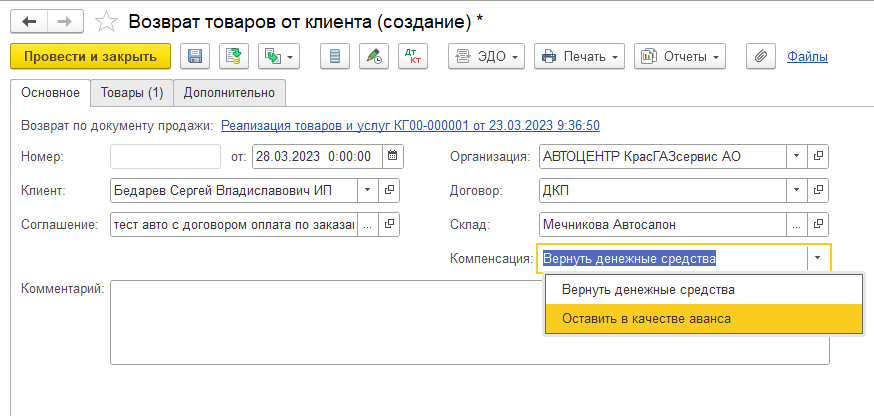 Возврат товаров от клиента (создание) *
Провести и закрыть Дт Кт ЭДО Печать Отчеты Файлы
Основное Товары (1) Дополнительно
Возврат по документу продажи: Реализация товаров и услуг КГ00-000001 от 23.03.2023 9:36:50
Номер: от: 28.03.2023 0:00:00 Организация: АВТОЦЕНТР КрасГАЗсервис АО
Клиент: Бедарев Сергей Владиславович ИП Договор: ДКП
Соглашение: тест авто с договором оплата по заказа ... Склад: Мечникова Автосалон ...
Компенсация: Вернуть денежные средства
Вернуть денежные средства
Оставить в качестве аванса
Комментарий: